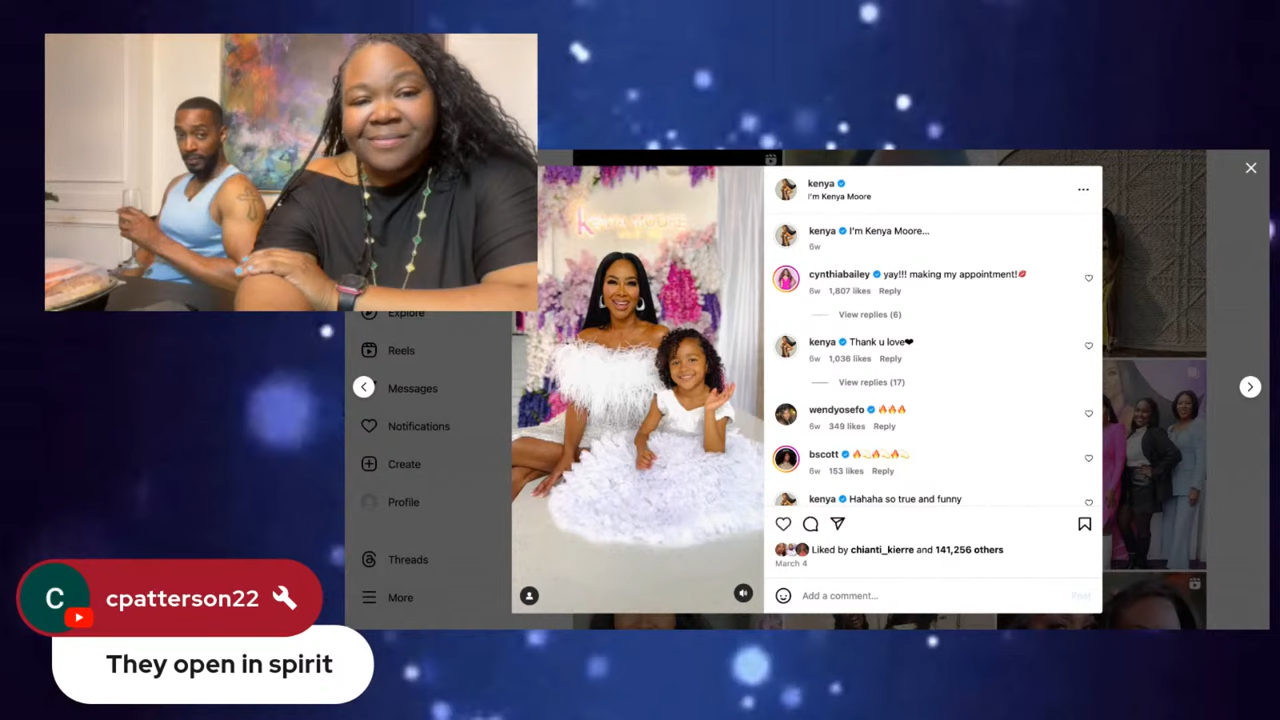 kenya
I'm Kenya Moore
kenya I'm Kenya Moore...
6w
cynthiabailey yay!!! making my appointment!💋
6w 1,807 likes Reply
View replies (6)
kenya Thank u love❤
6w 1,036 likes Reply
View replies (17)
wendyosefo 🔥🔥🔥
6w 349 likes Reply
bscott 🔥💫🔥💫🔥💫
6w 153 likes Reply
kenya Hahaha so true and funny
Liked by chianti_kierre and 141,256 others
March 4
Add a comment...
Post
Explore
Reels
Messages
Notifications
Create
Profile
Threads
More
C
cpatterson22
They open in spirit